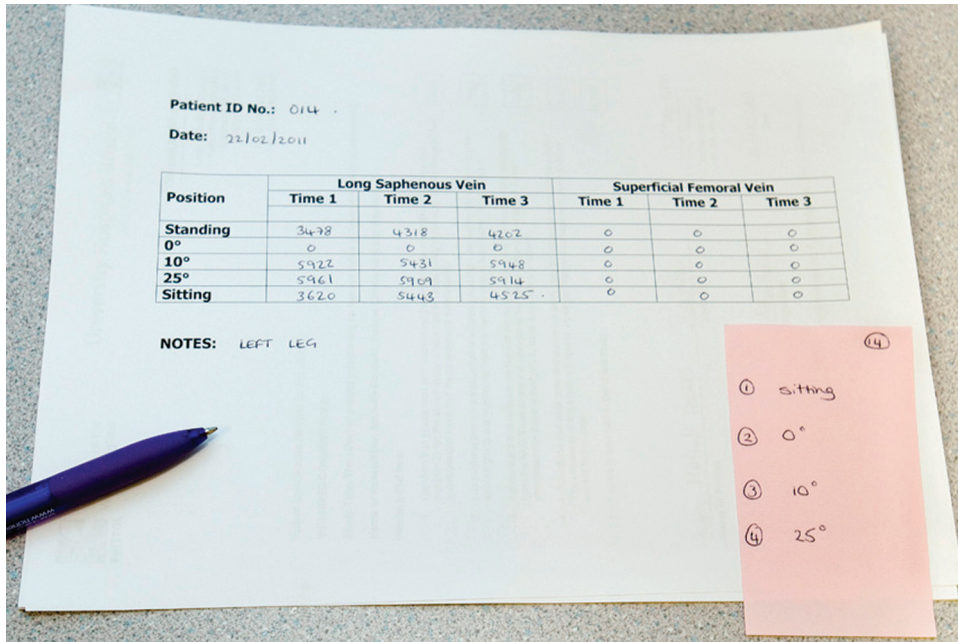 Patient ID No.: 014 .
Date: 22/02/2011
Position Long Saphenous Vein Superficial Femoral Vein
Time 1 Time 2 Time 3 Time 1 Time 2 Time 3
Standing 3478 4318 4202 0 0 0
0° 0 0 0 0 0 0
10° 5922 5431 5948 0 0 0
25° 5961 5909 5914 0 0 0
Sitting 3620 5443 4525 . 0 0 0
NOTES: LEFT LEG
14
1 sitting
2 0°
3 10°
4 25°